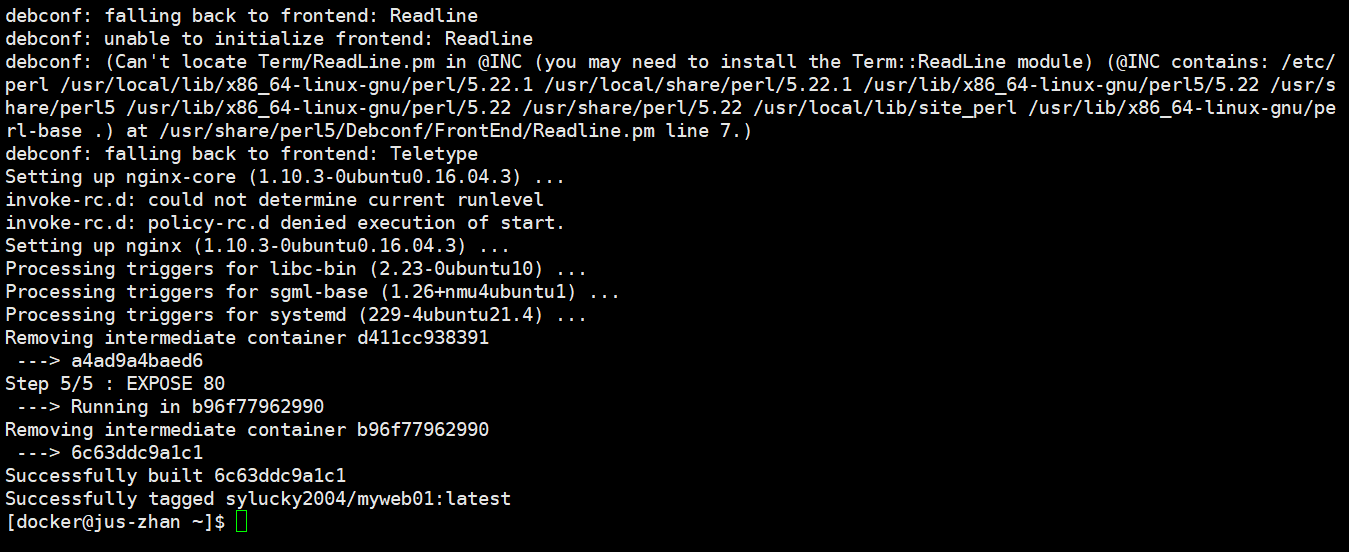 debconf: falling back to frontend: Readline
debconf: unable to initialize frontend: Readline
debconf: (Can't locate Term/ReadLine.pm in @INC (you may need to install the Term::ReadLine module) (@INC contains: /etc/
perl /usr/local/lib/x86_64-linux-gnu/perl/5.22.1 /usr/local/share/perl/5.22.1 /usr/lib/x86_64-linux-gnu/perl5/5.22 /usr/s
hare/perl5 /usr/lib/x86_64-linux-gnu/perl/5.22 /usr/share/perl/5.22 /usr/local/lib/site_perl /usr/lib/x86_64-linux-gnu/pe
rl-base .) at /usr/share/perl5/Debconf/FrontEnd/Readline.pm line 7.)
debconf: falling back to frontend: Teletype
Setting up nginx-core (1.10.3-0ubuntu0.16.04.3) ...
invoke-rc.d: could not determine current runlevel
invoke-rc.d: policy-rc.d denied execution of start.
Setting up nginx (1.10.3-0ubuntu0.16.04.3) ...
Processing triggers for libc-bin (2.23-0ubuntu10) ...
Processing triggers for sgml-base (1.26+nmu4ubuntu1) ...
Processing triggers for systemd (229-4ubuntu21.4) ...
Removing intermediate container d411cc938391
 ---> a4ad9a4baed6
Step 5/5 : EXPOSE 80
 ---> Running in b96f77962990
Removing intermediate container b96f77962990
 ---> 6c63ddc9a1c1
Successfully built 6c63ddc9a1c1
Successfully tagged sylucky2004/myweb01:latest
[docker@jus-zhan ~]$